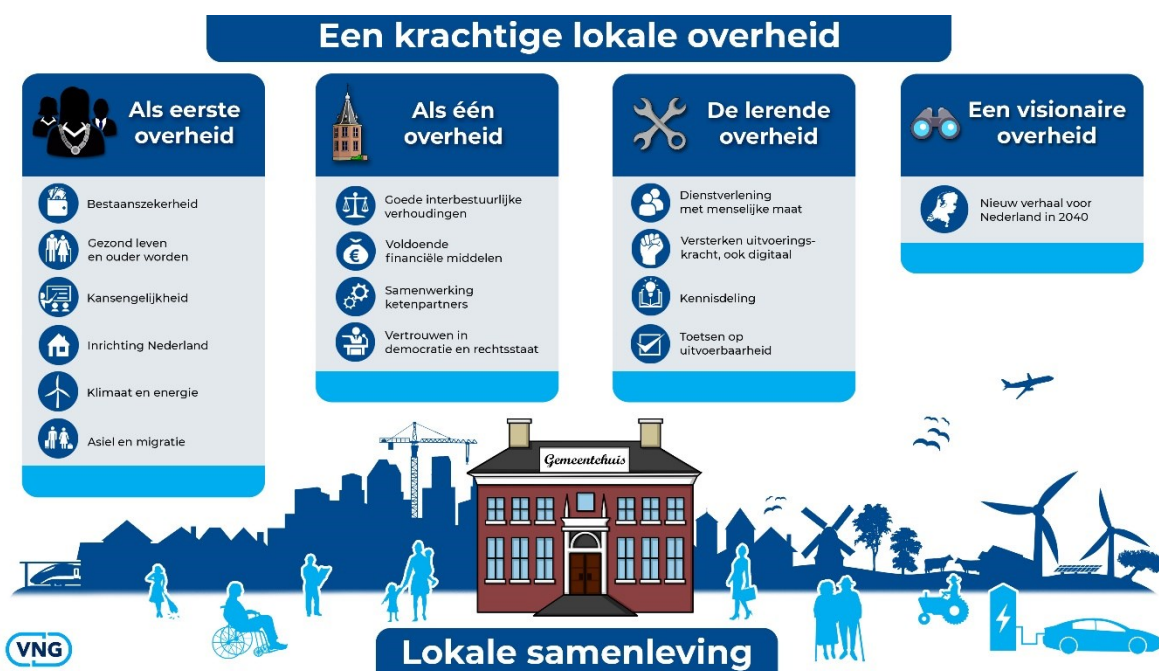 Een krachtige lokale overheid
Als eerste
overheid
Bestaanszekerheid
Gezond leven
en ouder worden
Kansengelijkheid
Inrichting Nederland
Klimaat en energie
Asiel en migratie
Als één
overheid
Goede interbestuurlijke
verhoudingen
Voldoende
financiële middelen
Samenwerking
ketenpartners
Vertrouwen in
democratie en rechtsstaat
De lerende
overheid
Dienstverlening
met menselijke maat
Versterken uitvoerings-
kracht, ook digitaal
Kennisdeling
Toetsen op
uitvoerbaarheid
Een visionaire
overheid
Nieuw verhaal voor
Nederland in 2040
Gemeentehuis
VNG
Lokale samenleving